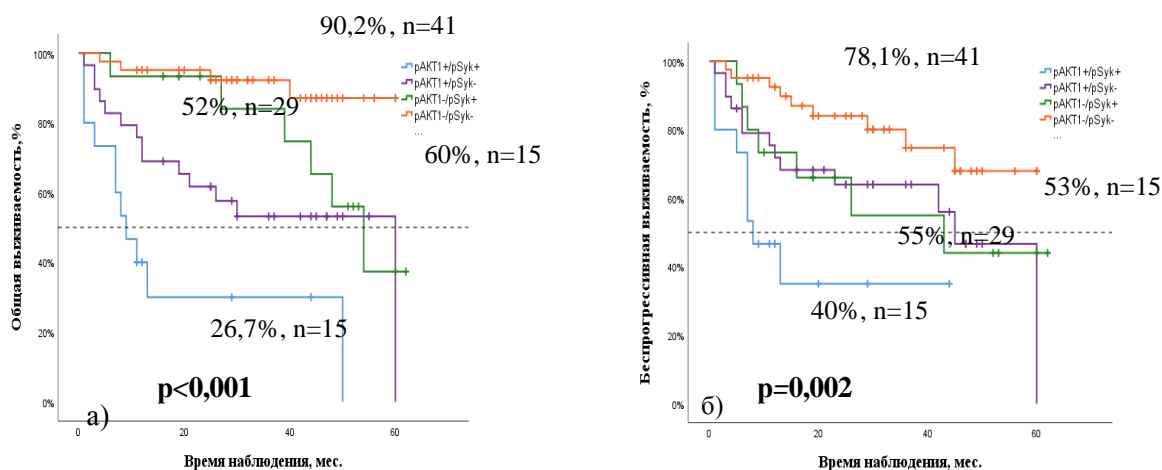 90,2%, n=41
100%
80%
60%
40%
20%
0%
Общая выживаемость,%
pAKT1+/pSyk+
pAKT1+/pSyk-
pAKT1-/pSyk+
pAKT1-/pSyk-
...
52%, n=29
60%, n=15
26,7%, n=15
p<0,001
а)
0 20 40 60
Время наблюдения, мес.
78,1%, n=41
100%
80%
60%
40%
20%
0%
Беспрогрессивная выживаемость, %
pAKT1+/pSyk+
pAKT1+/pSyk-
pAKT1-/pSyk+
pAKT1-/pSyk-
...
53%, n=15
55%, n=29
40%, n=15
p=0,002
б)
0 20 40 60
Время наблюдения, мес.